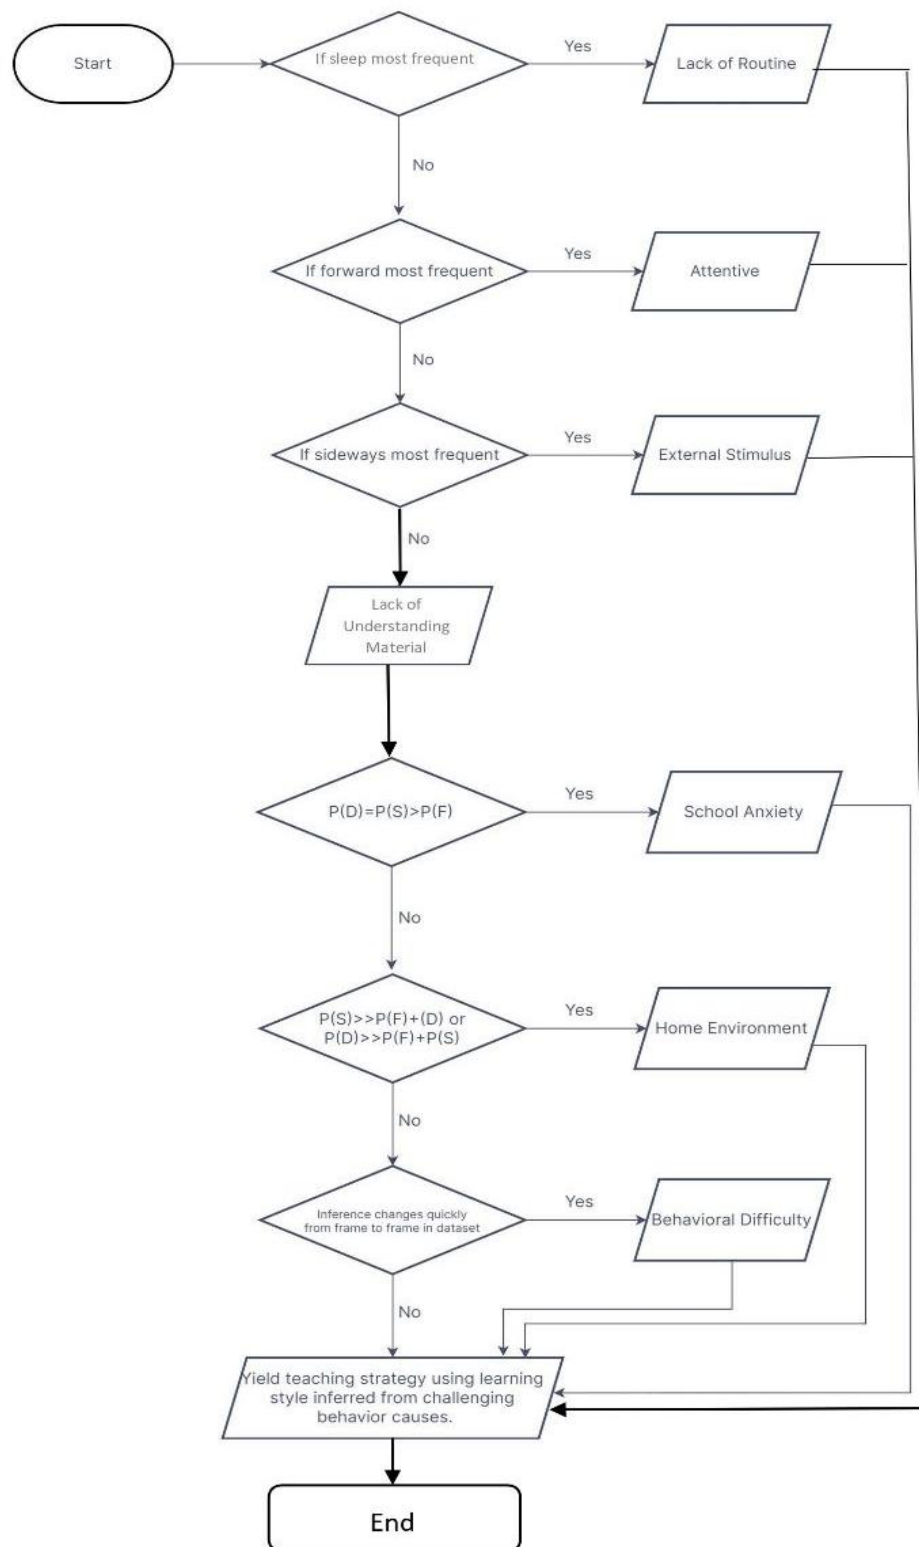 Start
If sleep most frequent
Yes
Lack of Routine
No
If forward most frequent
Yes
Attentive
No
If sideways most frequent
Yes
External Stimulus
No
Lack of
Understanding
Material
P(D)=P(S)>P(F)
Yes
School Anxiety
No
P(S)>>P(F)+(D) or
P(D)>>P(F)+P(S)
Yes
Home Environment
No
Inference changes quickly
from frame to frame in dataset
Yes
Behavioral Difficulty
No
Yield teaching strategy using learning
style inferred from challenging
behavior causes.
End